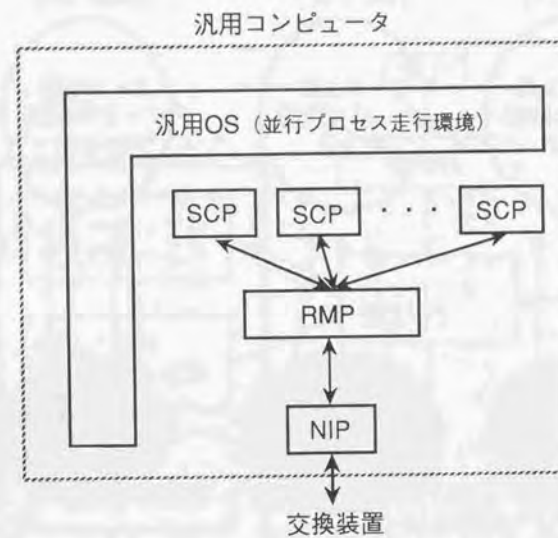 汎用コンピュータ
汎用OS（並行プロセス走行環境）
SCP SCP ・・・ SCP
RMP
NIP
交換装置